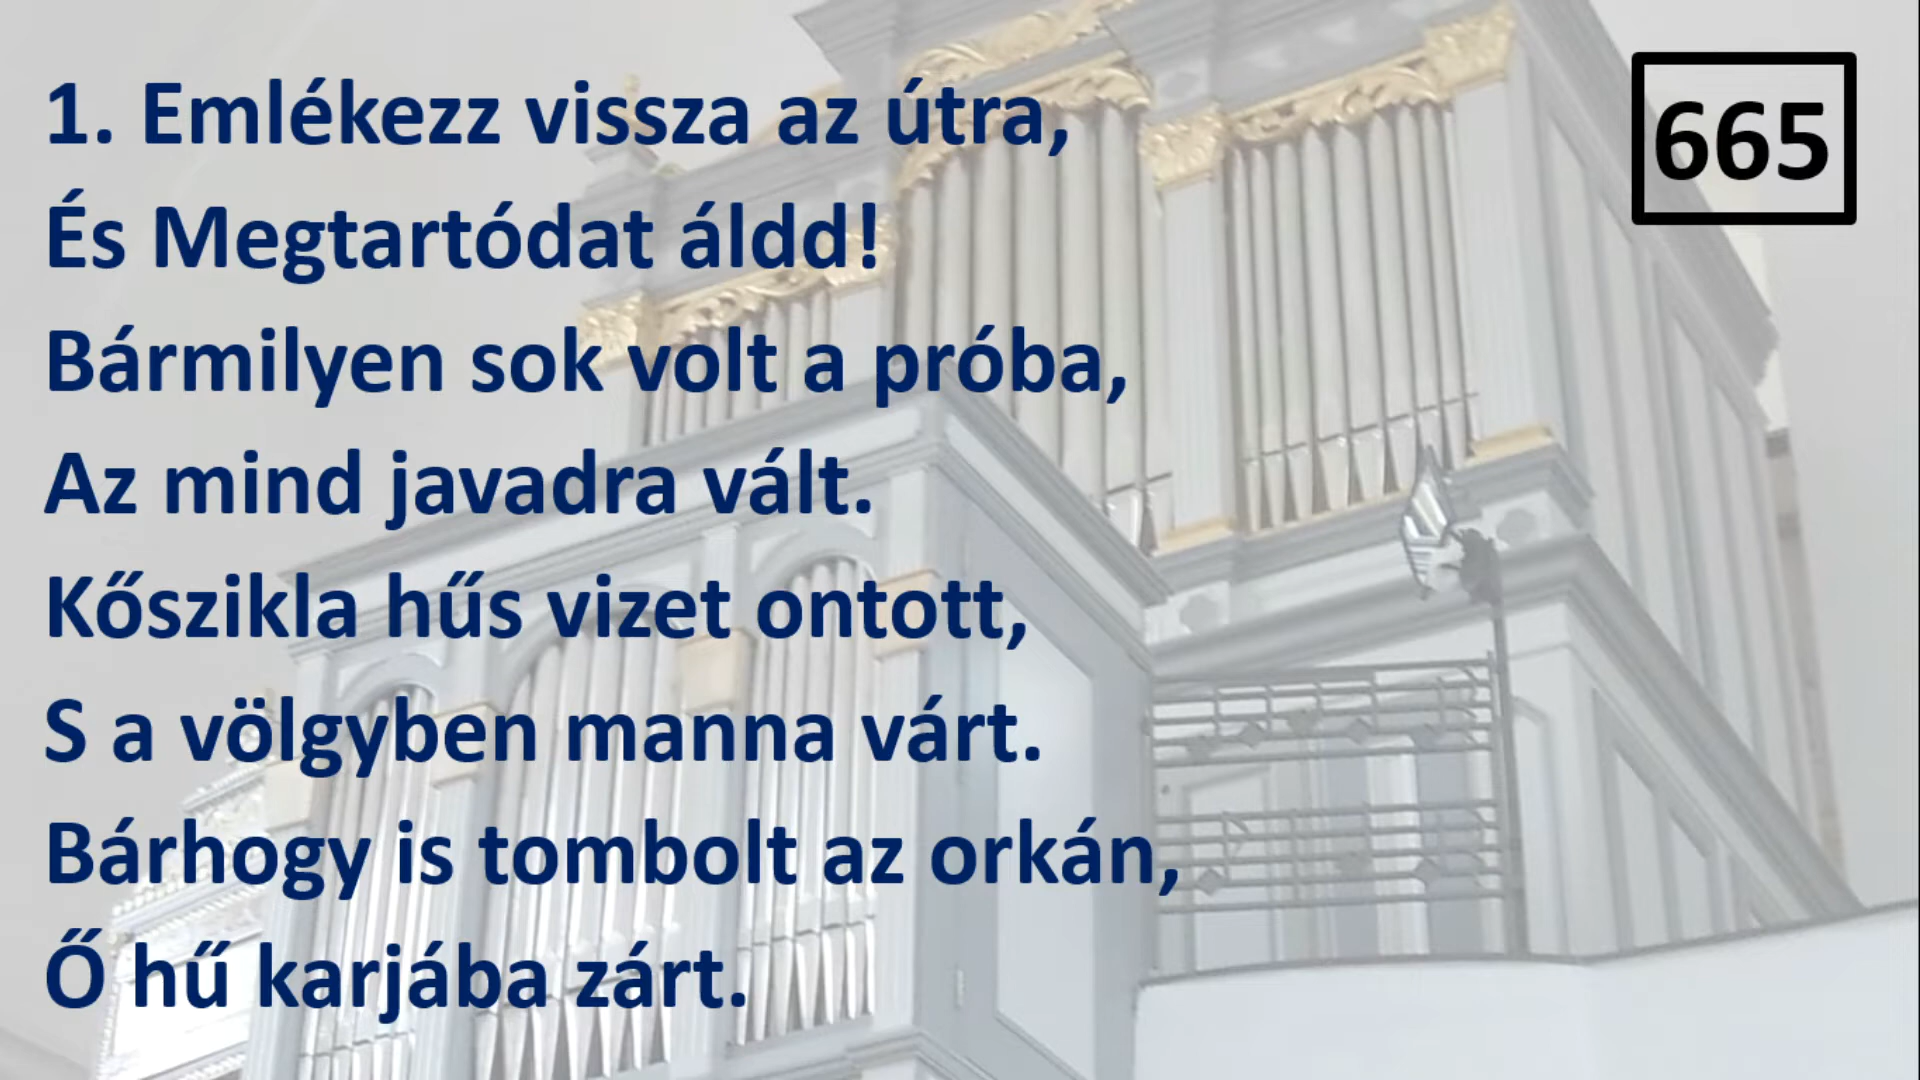 1. Emlékezz vissza az útra,
És Megtartódat áldd!
Bármilyen sok volt a próba,
Az mind javadra vált.
Kőszikla hűs vizet ontott,
S a völgyben manna várt.
Bárhogy is tombolt az orkán,
Ő hű karjába zárt.
665